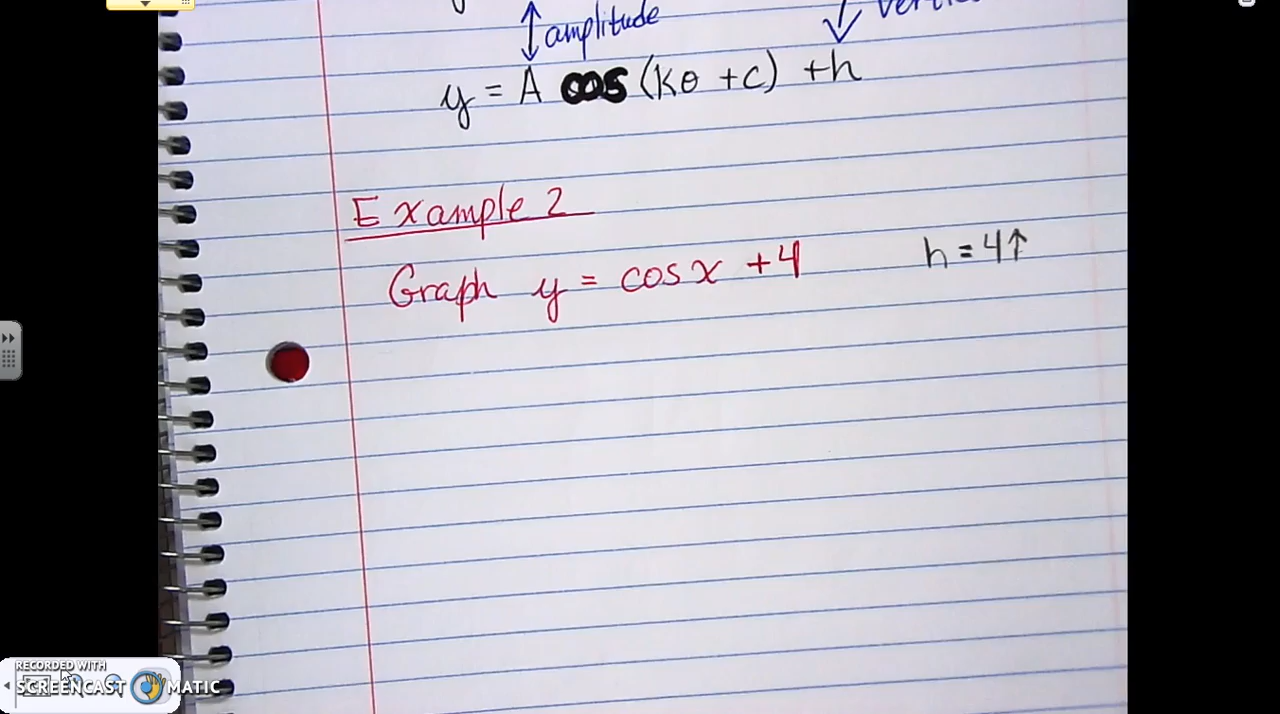 amplitude
y = A cos (kθ + c) + h
Example 2
Graph y = cos x + 4
h = 4↑
RECORDED WITH
SCREENCAST MATIC